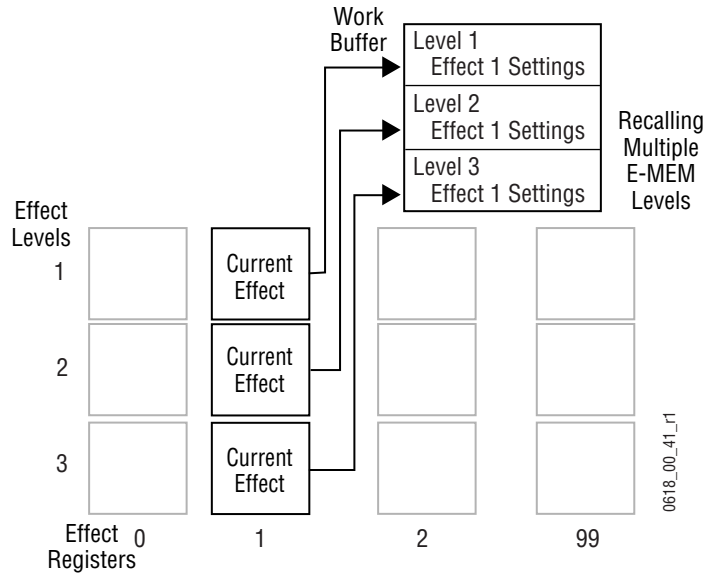 Work
Buffer
Level 1
Effect 1 Settings
Level 2
Effect 1 Settings
Level 3
Effect 1 Settings
Recalling
Multiple
E-MEM
Levels
Effect
Levels
1
Current
Effect
2
Current
Effect
3
Current
Effect
0618_00_41_r1
Effect
Registers
0
1
2
99